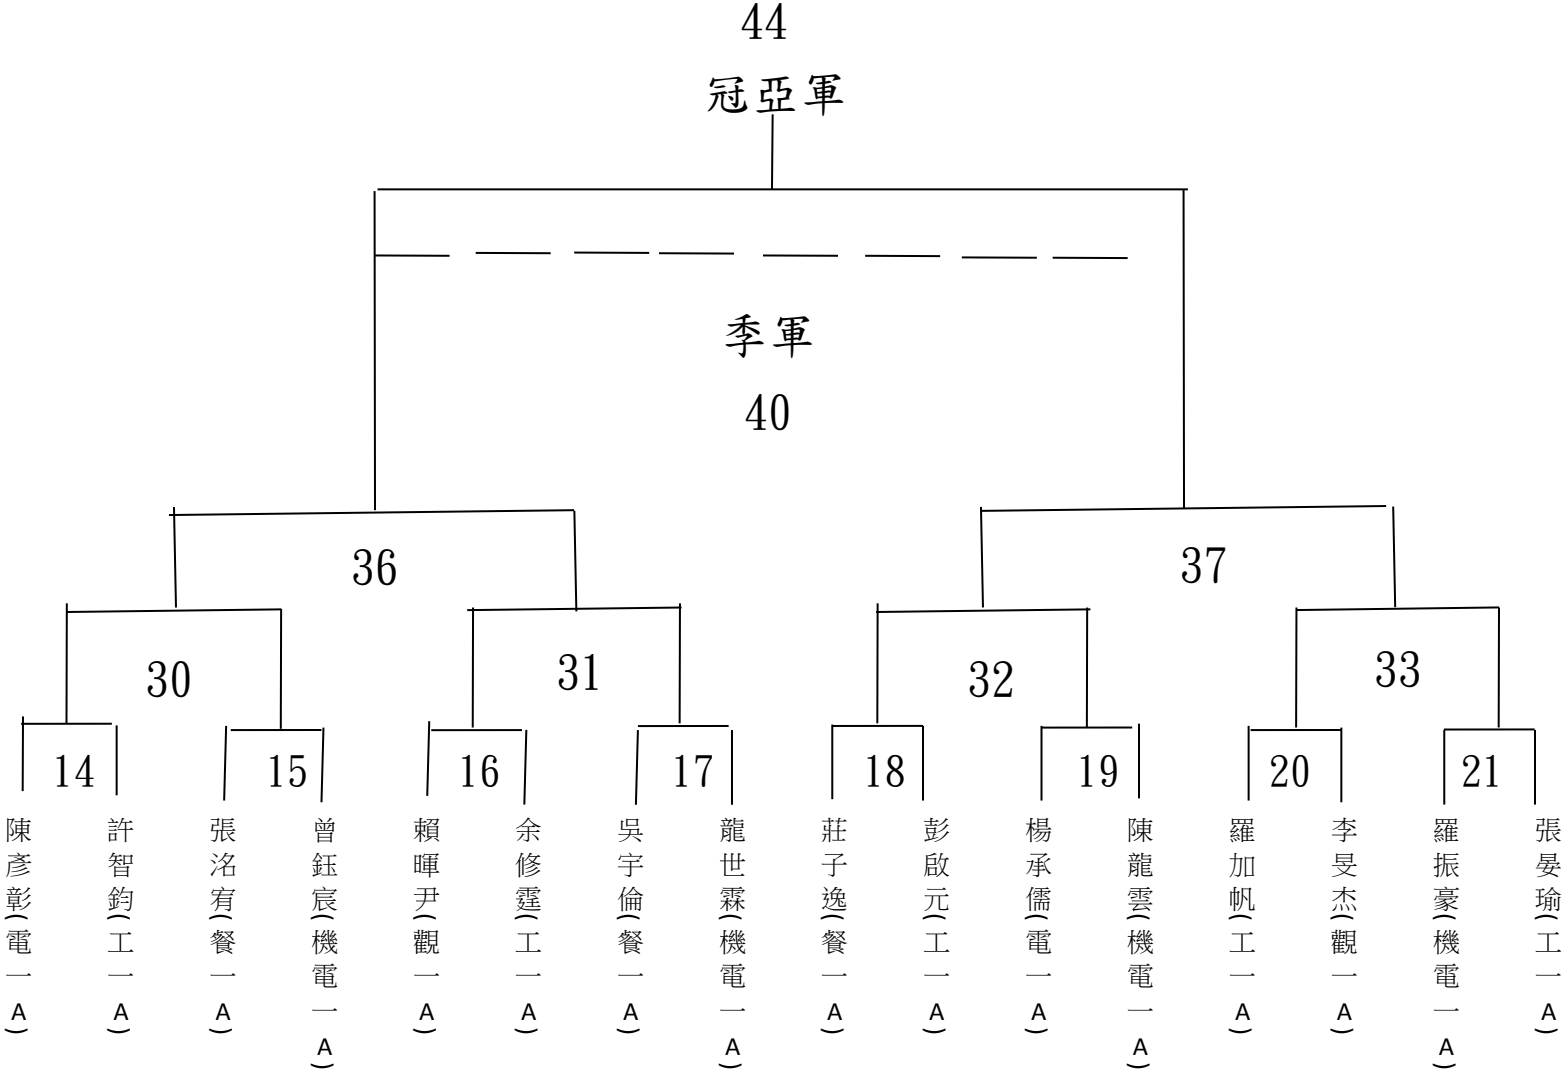 44
冠亞軍
季軍
40
36
37
30
31
32
33
14
15
16
17
18
19
20
21
陳彥彰(電一A)
許智鈞(工一A)
張洺宥(餐一A)
曾鈺宸(機電一A)
賴暉尹(觀一A)
余修霆(工一A)
吳宇倫(餐一A)
龍世霖(機電一A)
莊子逸(餐一A)
彭啟元(工一A)
楊承儒(電一A)
陳龍雲(機電一A)
羅加帆(工一A)
李旻杰(觀一A)
羅振豪(機電一A)
張晏瑜(工一A)